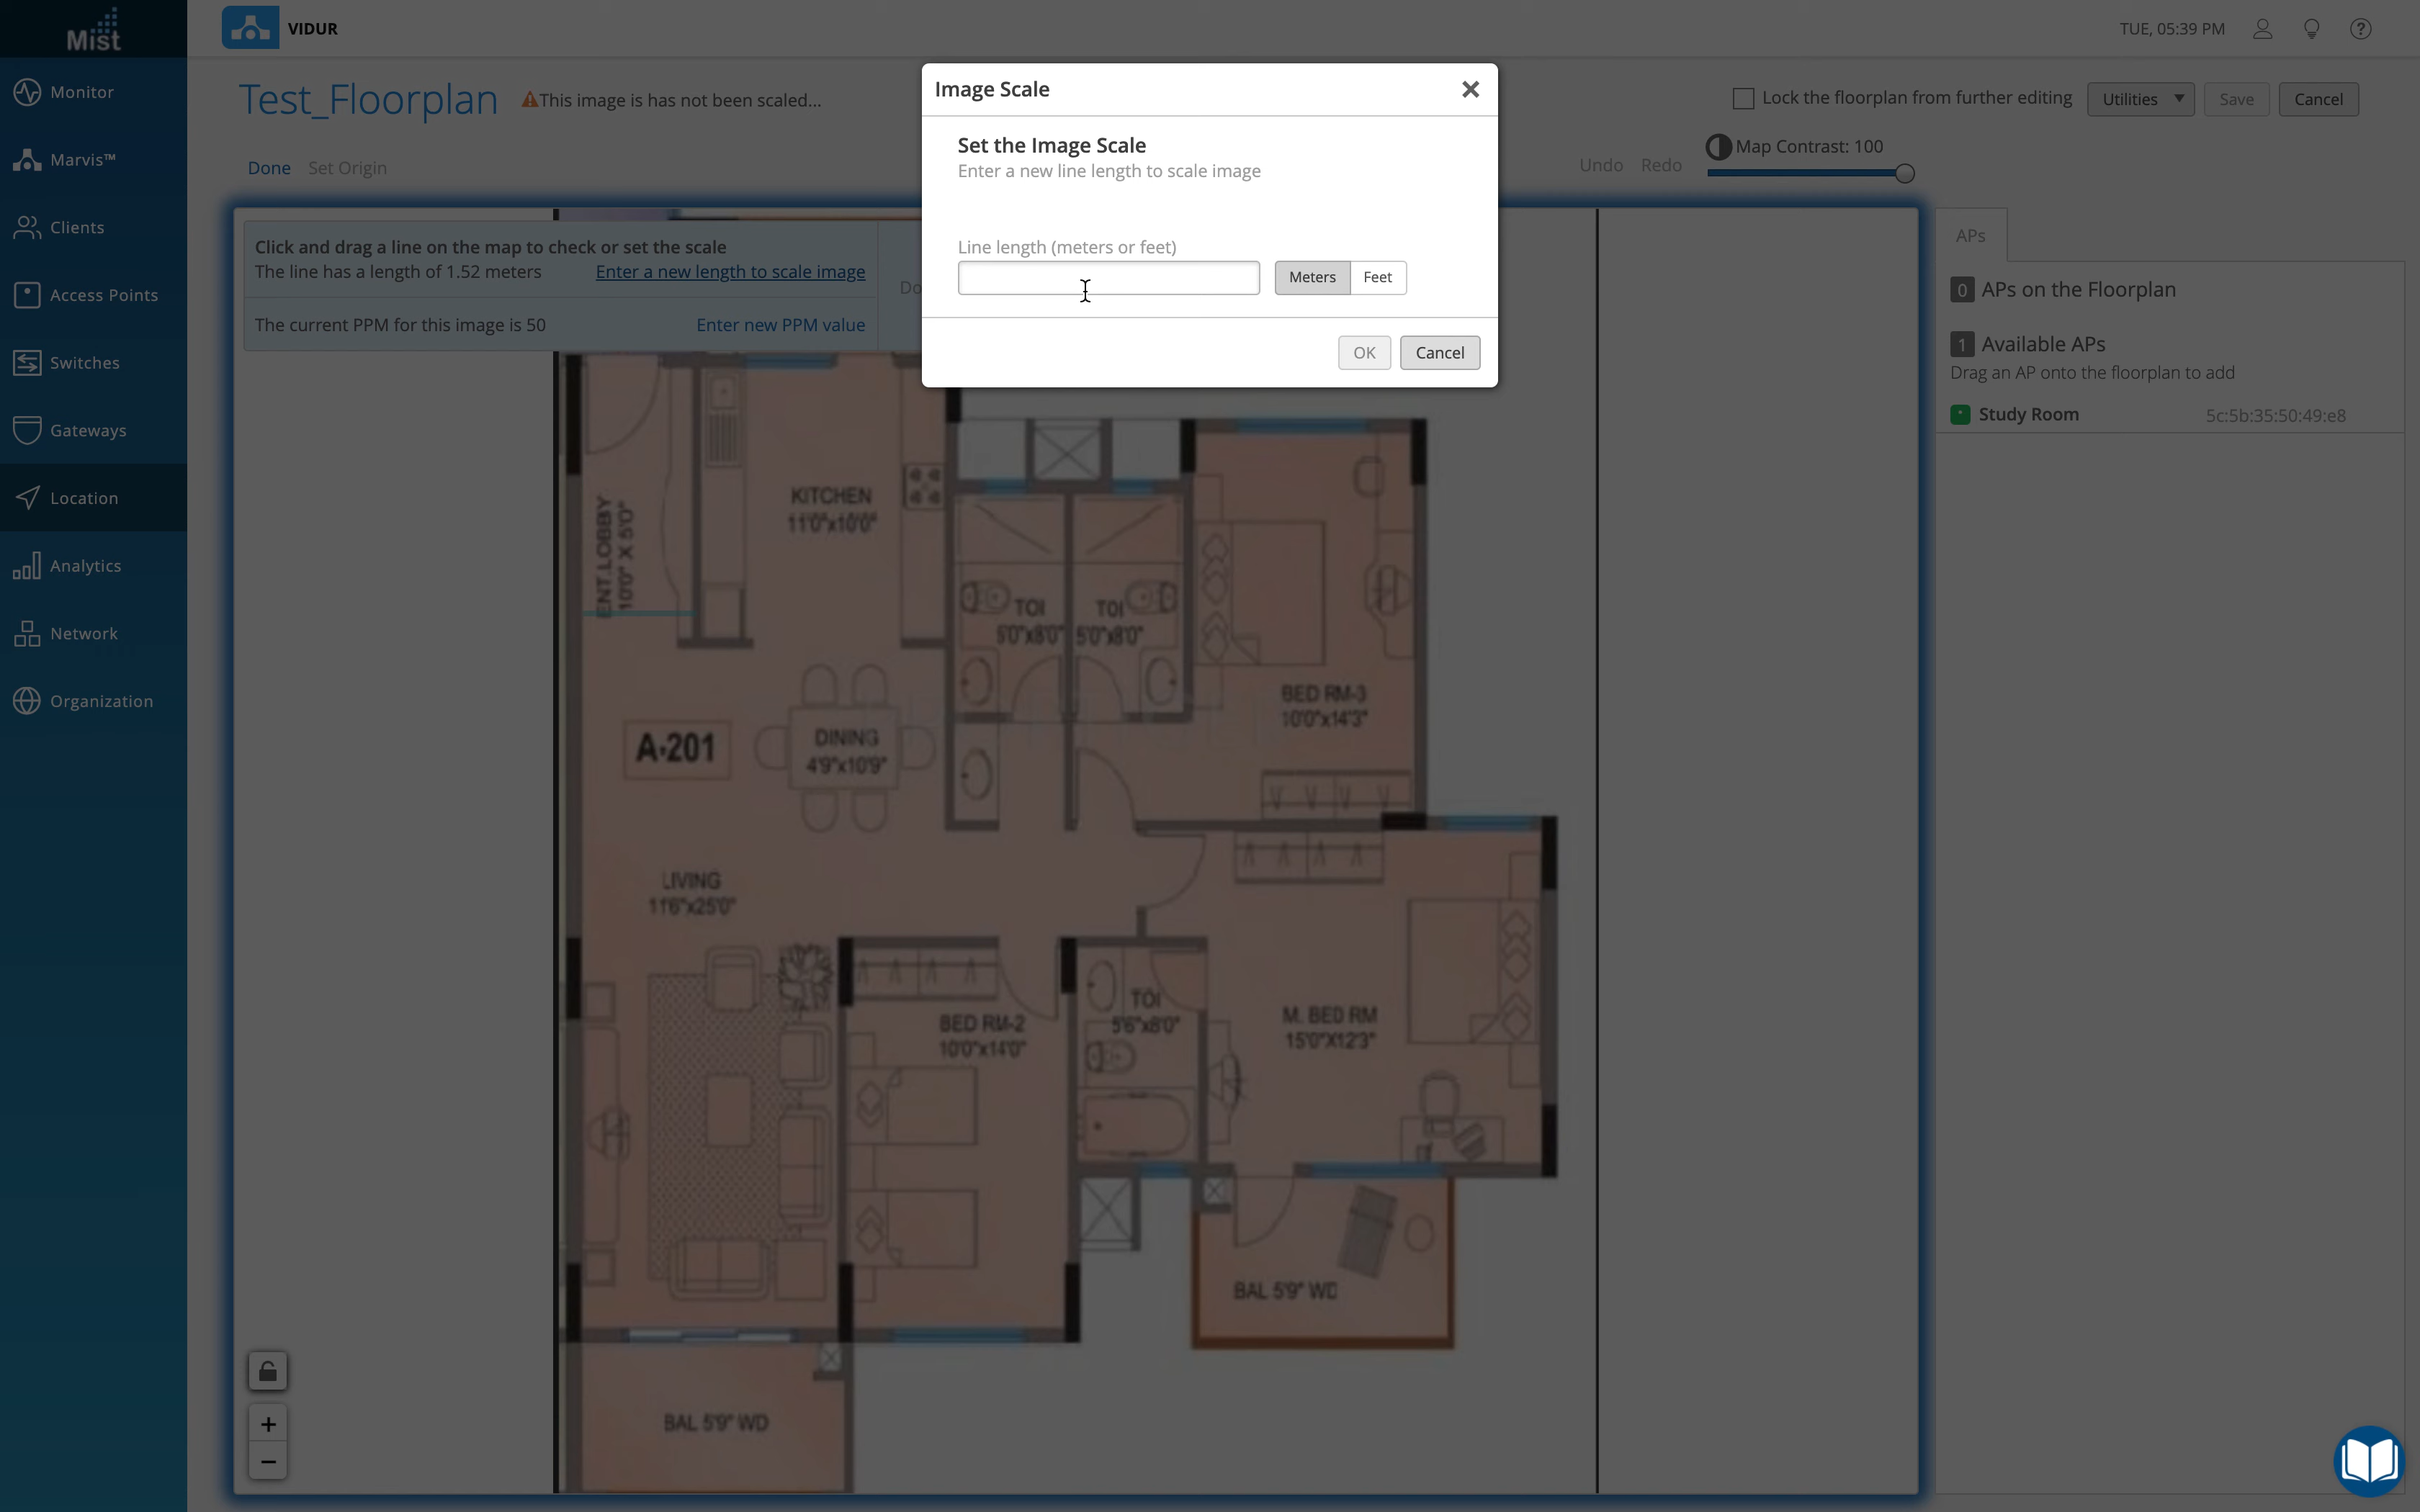 Mist
VIDUR
TUE, 05:39 PM
Monitor
Marvis™
Clients
Access Points
Switches
Gateways
Location
Analytics
Network
Organization
Test_Floorplan
This image is has not been scaled...
Lock the floorplan from further editing
Utilities
Save
Cancel
Done
Set Origin
Undo
Redo
Map Contrast: 100
Image Scale
Set the Image Scale
Enter a new line length to scale image
Line length (meters or feet)
Meters
Feet
OK
Cancel
Click and drag a line on the map to check or set the scale
The line has a length of 1.52 meters
Enter a new length to scale image
Do
The current PPM for this image is 50
Enter new PPM value
APs
0 APs on the Floorplan
1 Available APs
Drag an AP onto the floorplan to add
Study Room
5c:5b:35:50:49:e8
ENT.LOBBY
10'0" X 5'0"
KITCHEN
11'0"x10'0"
TOI
5'0"x8'0"
TOI
5'0"x8'0"
BED RM-3
10'0"x14'3"
A-201
DINING
4'9"x10'9"
LIVING
11'6"x25'0"
BED RM-2
10'0"x14'0"
TOI
5'6"x8'0"
M. BED RM
15'0"X12'3"
BAL 5'9" WD
BAL 5'9" WD
+
−